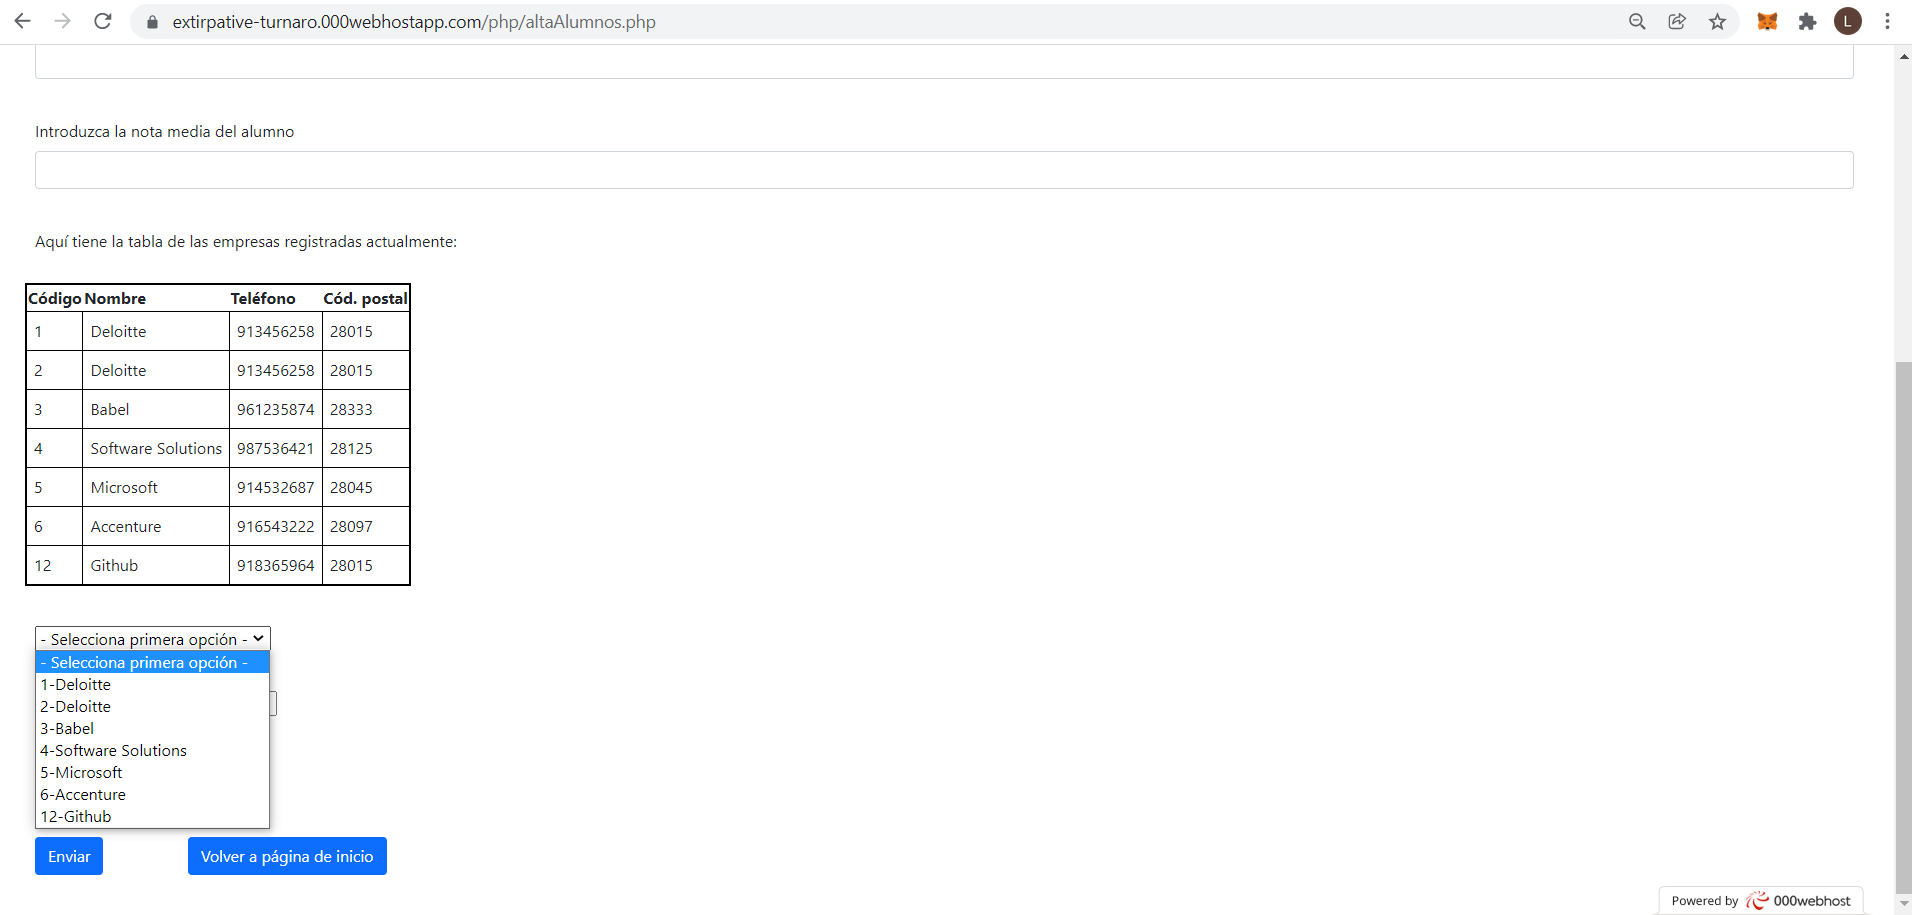 extirpative-turnaro.000webhostapp.com/php/altaAlumnos.php
L
Introduzca la nota media del alumno
Aquí tiene la tabla de las empresas registradas actualmente:
Código Nombre Teléfono Cód. postal
1 Deloitte 913456258 28015
2 Deloitte 913456258 28015
3 Babel 961235874 28333
4 Software Solutions 987536421 28125
5 Microsoft 914532687 28045
6 Accenture 916543222 28097
12 Github 918365964 28015
- Selecciona primera opción -
- Selecciona primera opción -
1-Deloitte
2-Deloitte
3-Babel
4-Software Solutions
5-Microsoft
6-Accenture
12-Github
Enviar Volver a página de inicio
Powered by 000webhost